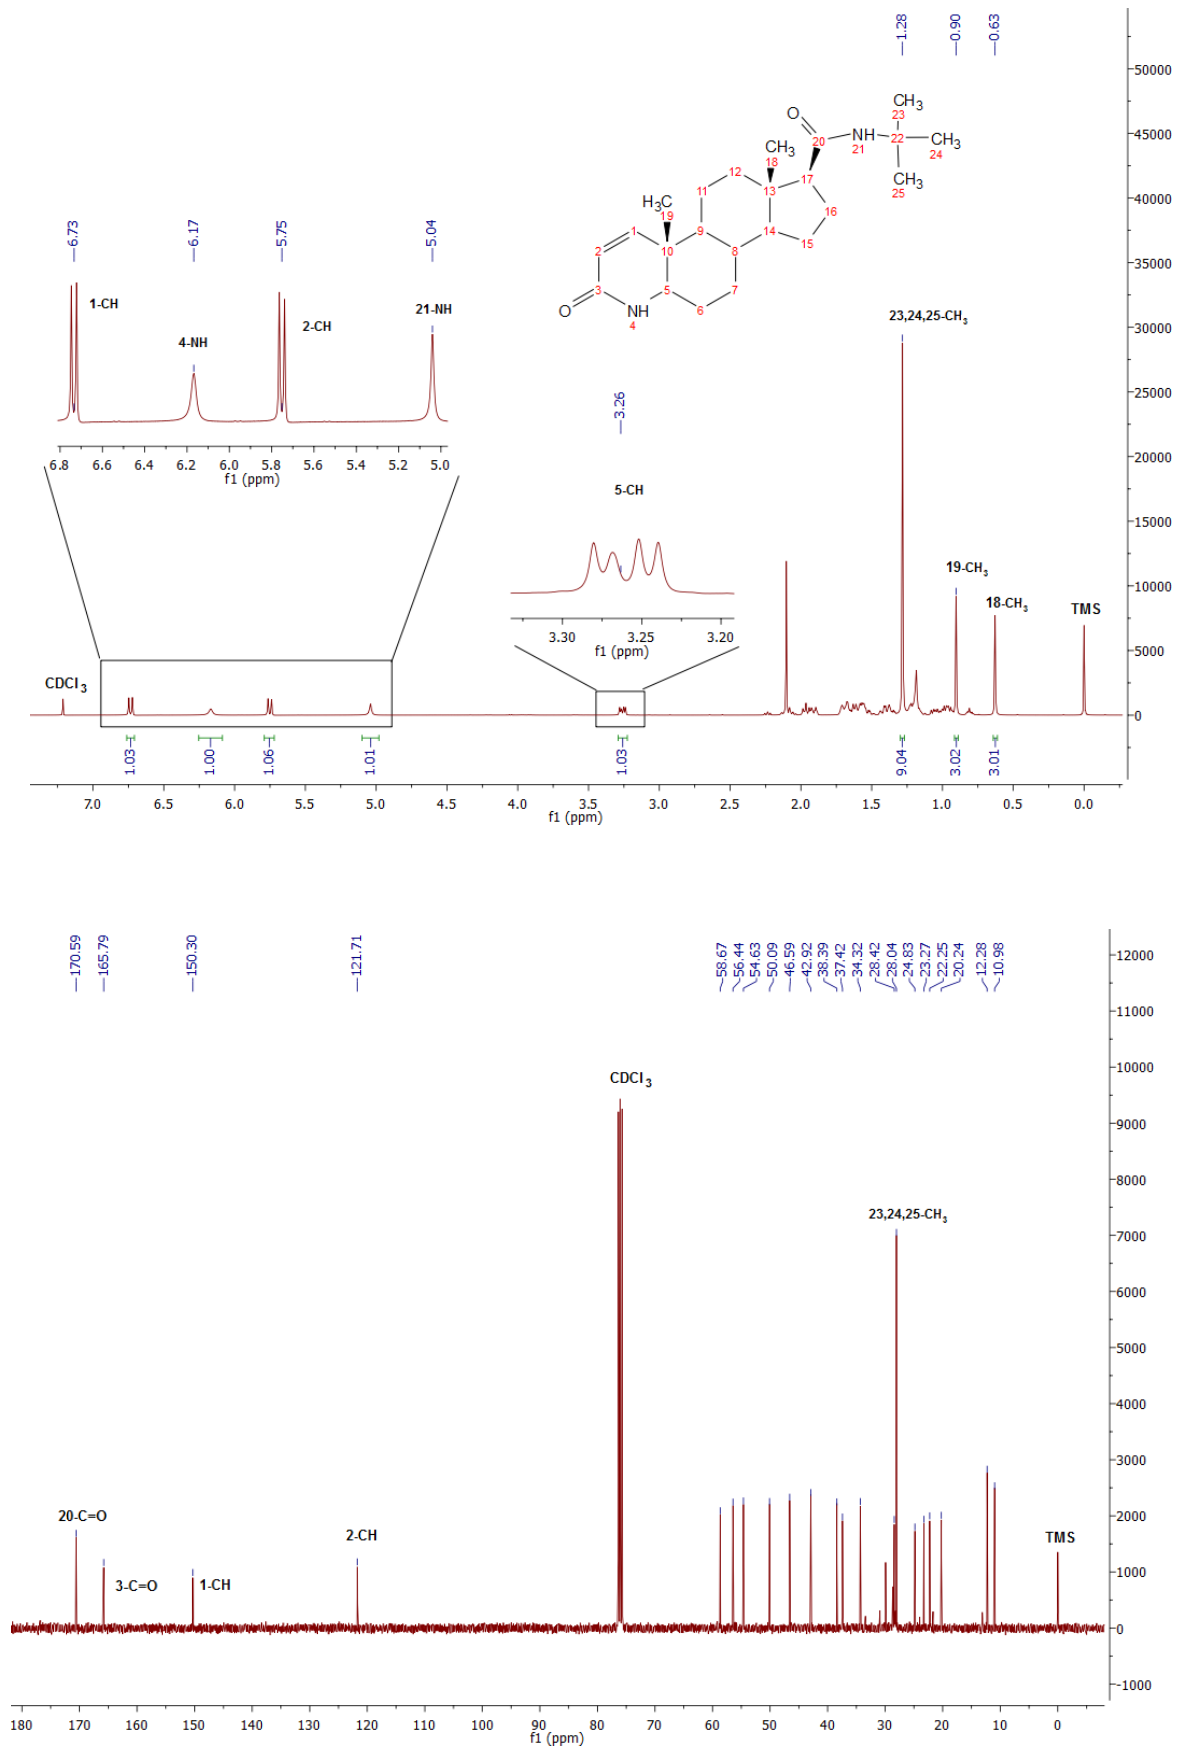 1.28
0.90
0.63
50000
45000
40000
35000
30000
25000
20000
15000
10000
5000
0
O
20
NH
21
22
CH3
23
CH3
24
CH3
25
CH3
18
17
12
11
13
16
H3C
19
1
2
9
14
15
10
8
3
5
7
O
NH
4
6
6.73
6.17
5.75
5.04
1-CH
4-NH
2-CH
21-NH
6.8 6.6 6.4 6.2 6.0 5.8 5.6 5.4 5.2 5.0
f1 (ppm)
3.26
5-CH
3.30 3.25 3.20
f1 (ppm)
23,24,25-CH3
19-CH3
18-CH3
TMS
CDCl3
1.03
1.00
1.06
1.01
1.03
9.04
3.02
3.01
7.0 6.5 6.0 5.5 5.0 4.5 4.0 3.5 3.0 2.5 2.0 1.5 1.0 0.5 0.0
f1 (ppm)
170.59
165.79
150.30
121.71
58.67
56.44
54.63
50.09
46.59
42.92
38.39
37.42
34.32
28.42
28.04
24.83
23.27
22.25
20.24
12.28
10.98
12000
11000
10000
9000
8000
7000
6000
5000
4000
3000
2000
1000
0
-1000
CDCl3
23,24,25-CH3
20-C=O
3-C=O
1-CH
2-CH
TMS
180 170 160 150 140 130 120 110 100 90 80 70 60 50 40 30 20 10 0
f1 (ppm)